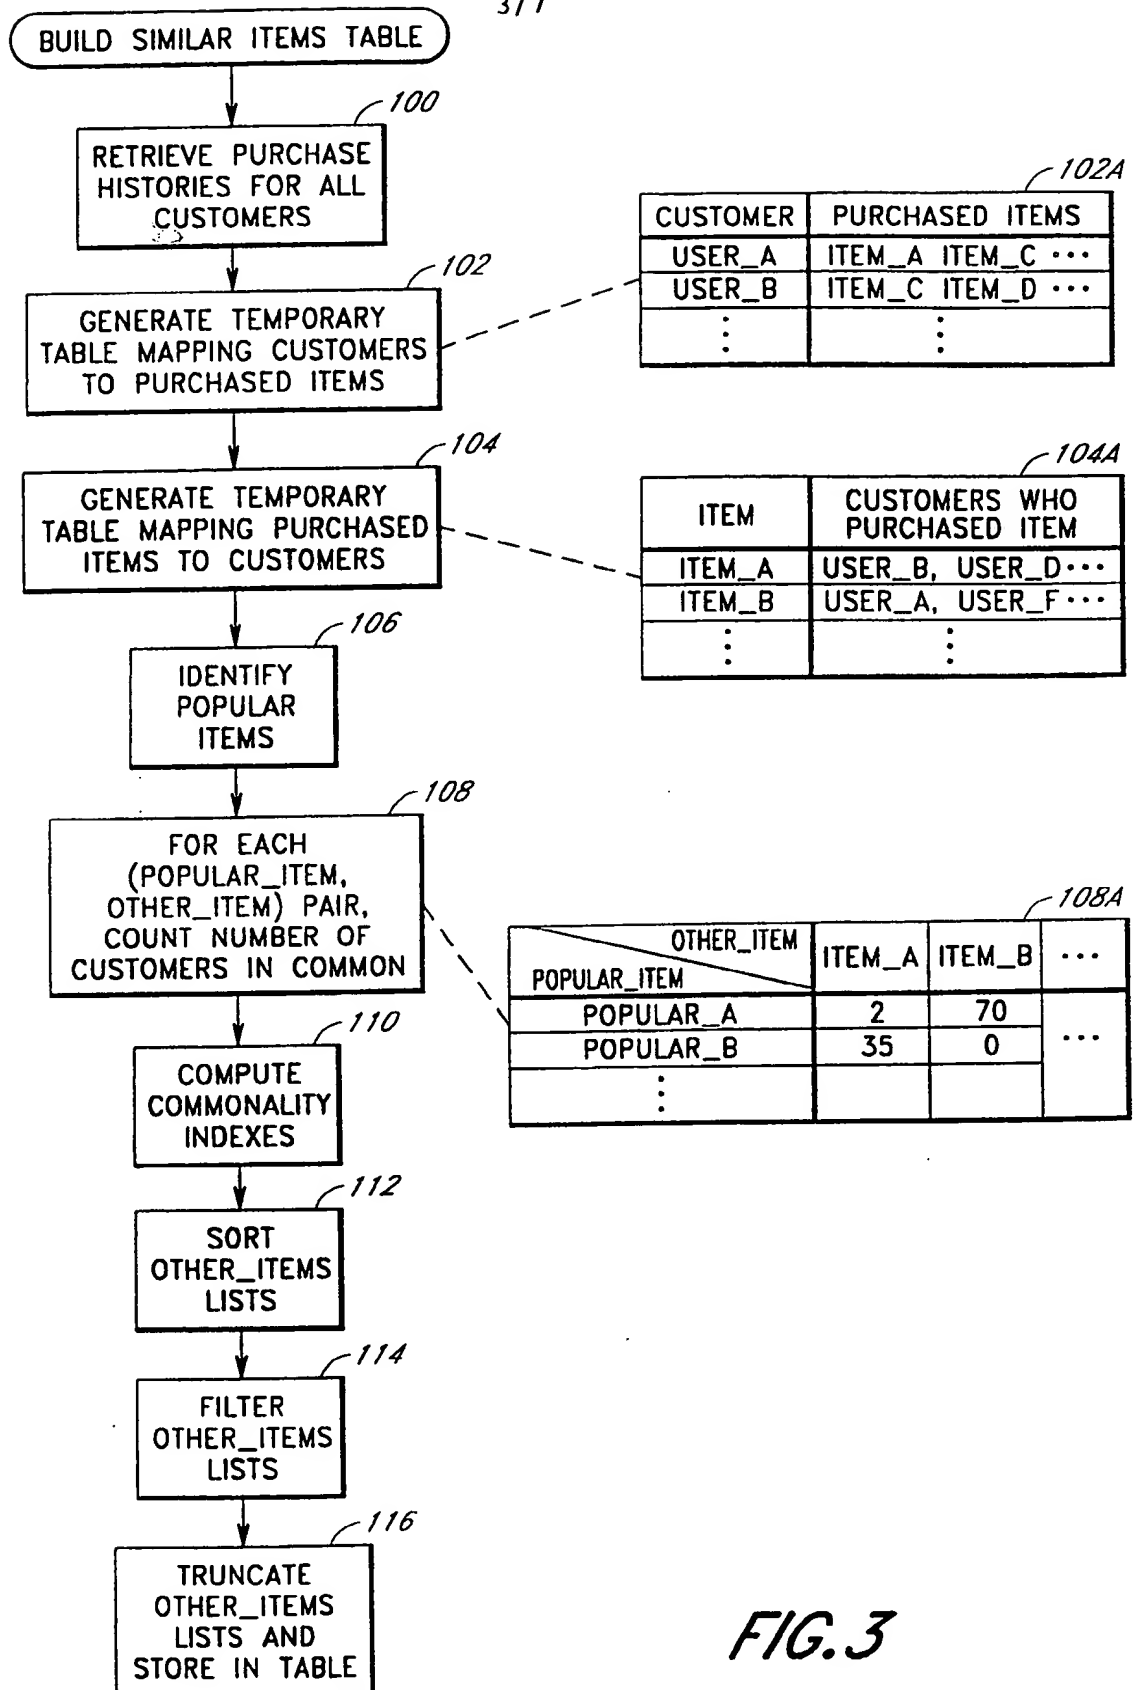 3/7
BUILD SIMILAR ITEMS TABLE
100
RETRIEVE PURCHASE
HISTORIES FOR ALL
CUSTOMERS
102
GENERATE TEMPORARY
TABLE MAPPING CUSTOMERS
TO PURCHASED ITEMS
102A
CUSTOMER PURCHASED ITEMS
USER_A ITEM_A ITEM_C ···
USER_B ITEM_C ITEM_D ···
104
GENERATE TEMPORARY
TABLE MAPPING PURCHASED
ITEMS TO CUSTOMERS
104A
ITEM
CUSTOMERS WHO
PURCHASED ITEM
ITEM_A USER_B, USER_D···
ITEM_B USER_A, USER_F···
106
IDENTIFY
POPULAR
ITEMS
108
FOR EACH
(POPULAR_ITEM,
OTHER_ITEM) PAIR,
COUNT NUMBER OF
CUSTOMERS IN COMMON
108A
OTHER_ITEM
POPULAR_ITEM
ITEM_A ITEM_B ···
POPULAR_A 2 70
POPULAR_B 35 0 ···
110
COMPUTE
COMMONALITY
INDEXES
112
SORT
OTHER_ITEMS
LISTS
114
FILTER
OTHER_ITEMS
LISTS
116
TRUNCATE
OTHER_ITEMS
LISTS AND
STORE IN TABLE
FIG.3